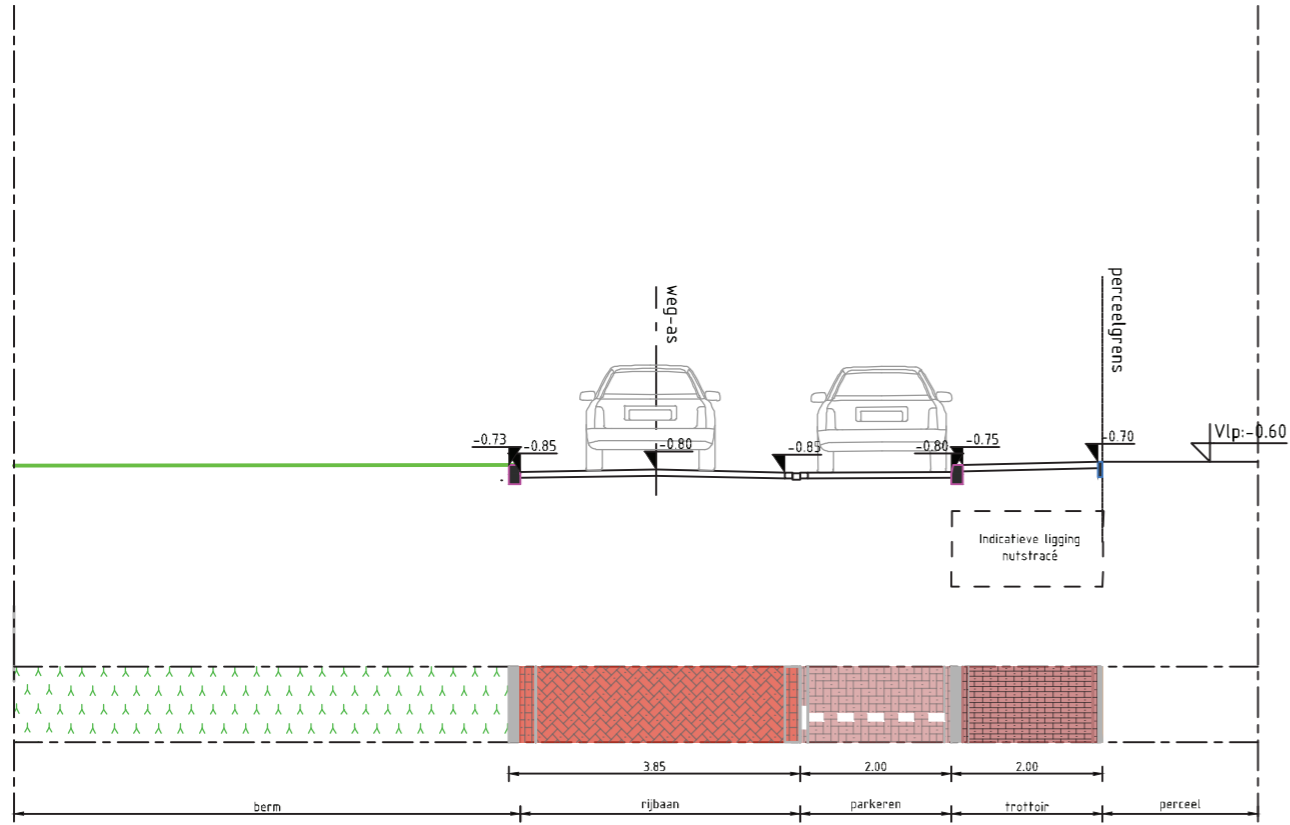 weg-as
perceelgrens
-0.73
-0.85
-0.80
-0.85
-0.80
-0.75
-0.70
Vlp:-0.60
Indicatieve ligging
nutstracé
3.85
2.00
2.00
berm
rijbaan
parkeren
trottoir
perceel